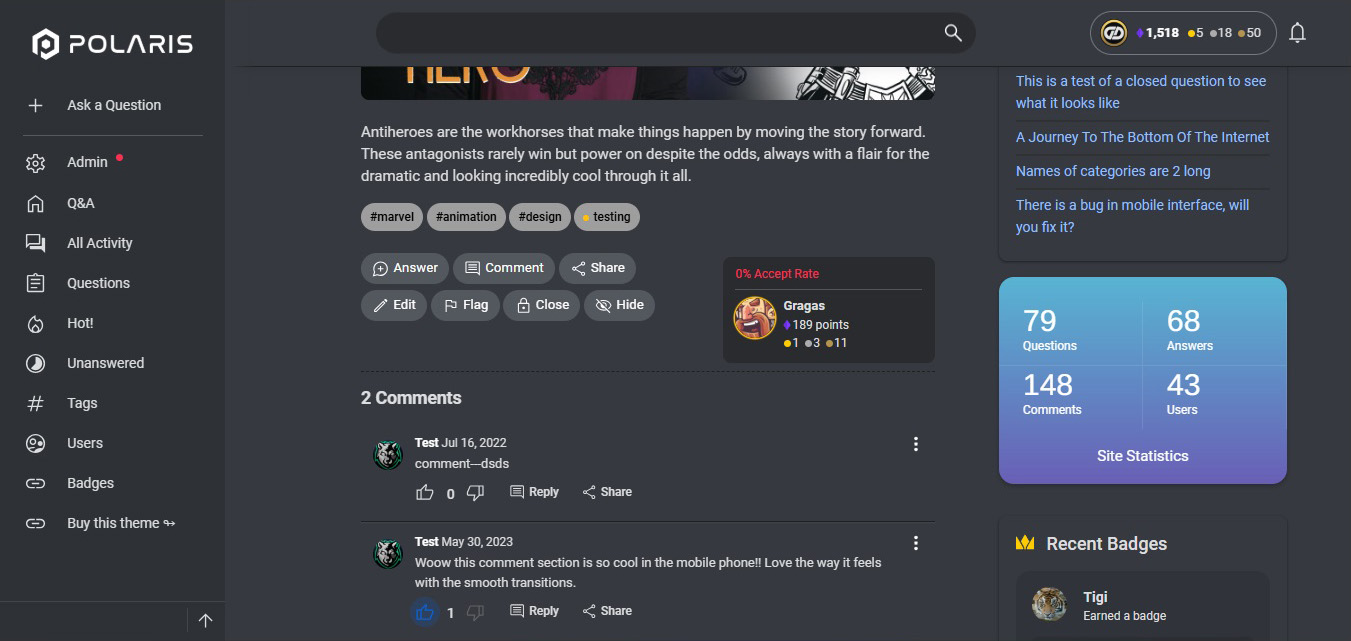 POLARIS
Ask a Question
Admin
Q&A
All Activity
Questions
Hot!
Unanswered
Tags
Users
Badges
Buy this theme ↬
1,518 5 18 50
HERO
Antiheroes are the workhorses that make things happen by moving the story forward.
These antagonists rarely win but power on despite the odds, always with a flair for the
dramatic and looking incredibly cool through it all.
#marvel #animation #design testing
Answer Comment Share
Edit Flag Close Hide
0% Accept Rate
Gragas
189 points
1 3 11
2 Comments
Test Jul 16, 2022
comment---dsds
0 Reply Share
Test May 30, 2023
Woow this comment section is so cool in the mobile phone!! Love the way it feels
with the smooth transitions.
1 Reply Share
This is a test of a closed question to see
what it looks like
A Journey To The Bottom Of The Internet
Names of categories are 2 long
There is a bug in mobile interface, will
you fix it?
79 68
Questions Answers
148 43
Comments Users
Site Statistics
Recent Badges
Tigi
Earned a badge